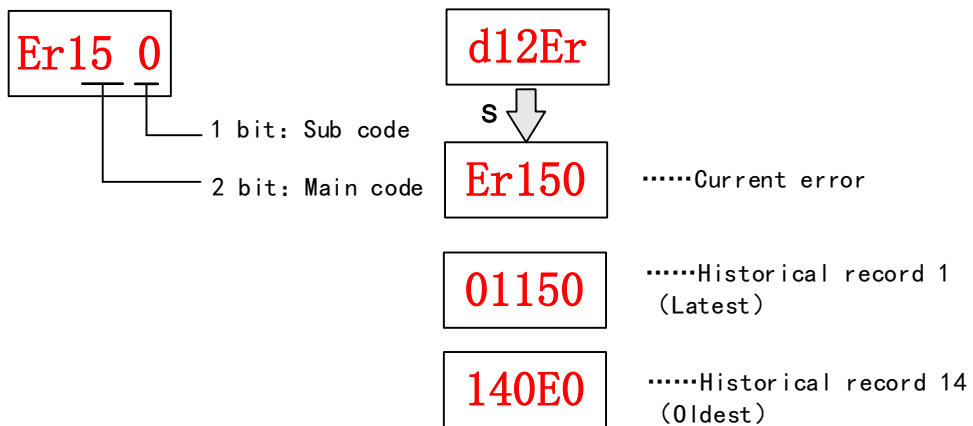 Er15 0
1 bit: Sub code
2 bit: Main code
d12Er
S
Er150
······Current error
01150
······Historical record 1
(Latest)
140E0
······Historical record 14
(Oldest)